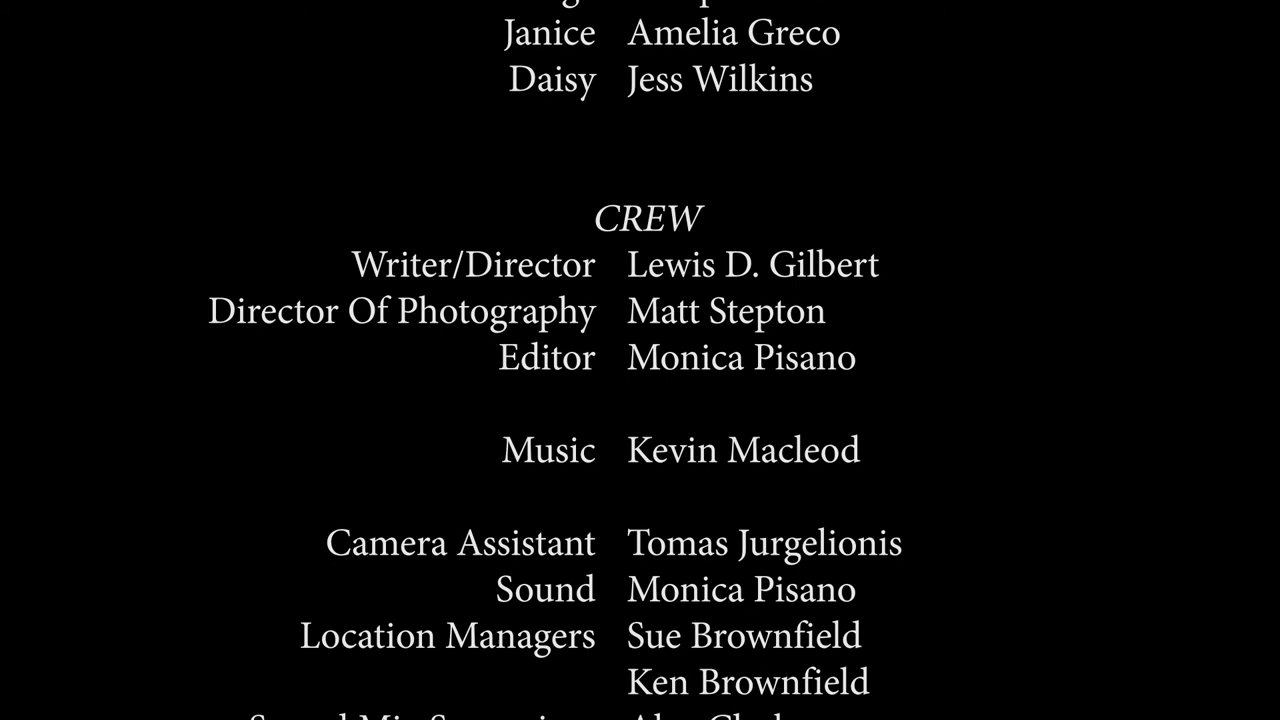 Janice Amelia Greco
Daisy Jess Wilkins
CREW
Writer/Director Lewis D. Gilbert
Director Of Photography Matt Stepton
Editor Monica Pisano
Music Kevin Macleod
Camera Assistant Tomas Jurgelionis
Sound Monica Pisano
Location Managers Sue Brownfield
Ken Brownfield